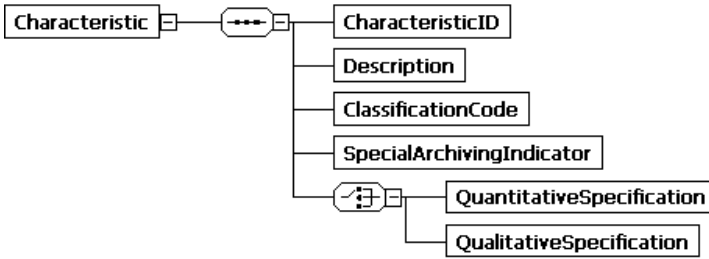 Characteristic
CharacteristicID
Description
ClassificationCode
SpecialArchivingIndicator
QuantitativeSpecification
QualitativeSpecification